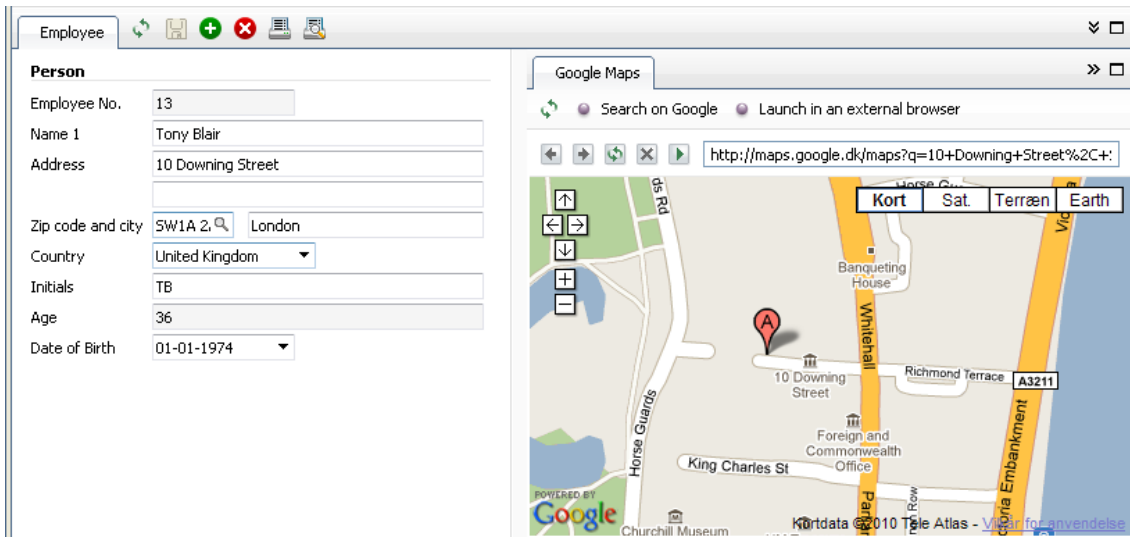 Employee
Person
Employee No. 13
Name 1 Tony Blair
Address 10 Downing Street
Zip code and city SW1A 2. London
Country United Kingdom
Initials TB
Age 36
Date of Birth 01-01-1974
Google Maps
Search on Google Launch in an external browser
http://maps.google.dk/maps?q=10+Downing+Street%2C+
Kort Sat. Terræn Earth
ds Rd
Banqueting
House
Whitehall
A
10 Downing
Street
Richmond Terrace
A3211
Horse Guards
Foreign and
Commonwealth
Office
King Charles St
oria Embankment
POWERED BY
Google
Churchill Museum
Kortdata ©2010 Tele Atlas - Vilkår for anvendelse